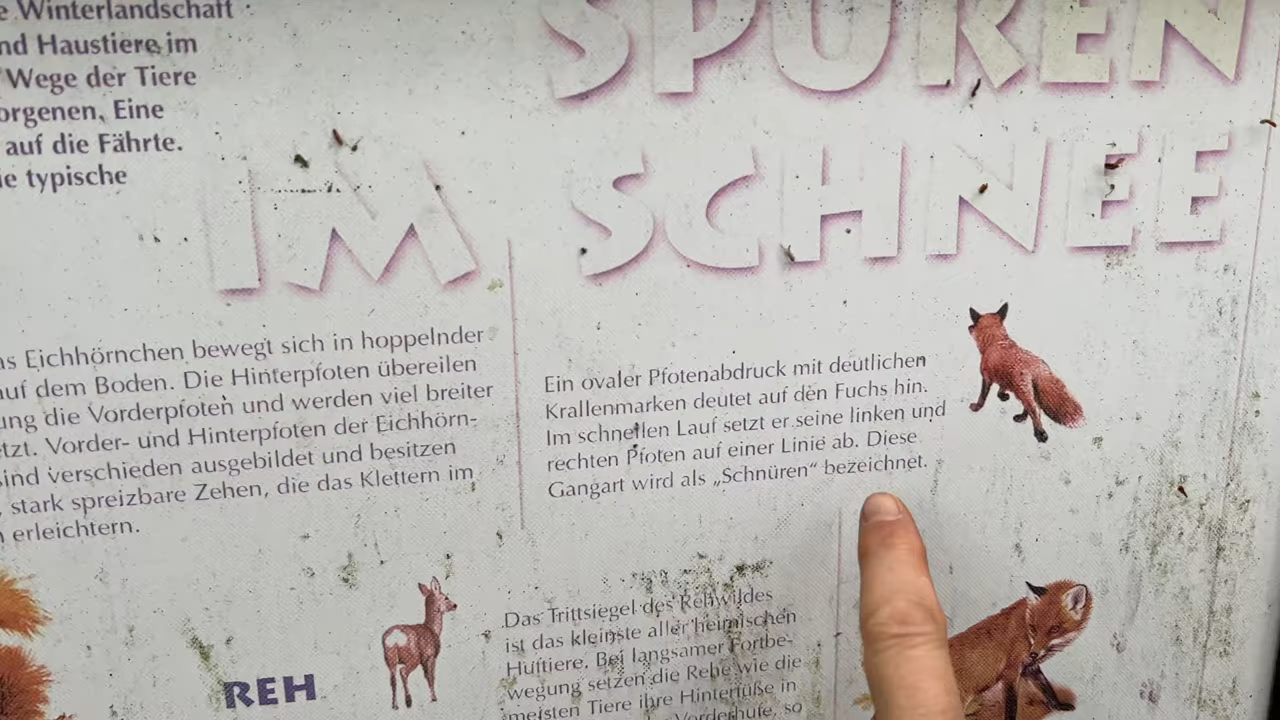 e Winterlandschaft
nd Haustiere im
Wege der Tiere
orgenen. Eine
auf die Fährte.
ie typische
SPUREN
IM SCHNEE
as Eichhörnchen bewegt sich in hoppelnder
auf dem Boden. Die Hinterpfoten übereilen
ung die Vorderpfoten und werden viel breiter
tzt. Vorder- und Hinterpfoten der Eichhörn-
sind verschieden ausgebildet und besitzen
, stark spreizbare Zehen, die das Klettern im
n erleichtern.
Ein ovaler Pfotenabdruck mit deutlichen
Krallenmarken deutet auf den Fuchs hin.
Im schnellen Lauf setzt er seine linken und
rechten Pfoten auf einer Linie ab. Diese
Gangart wird als „Schnüren“ bezeichnet.
REH
Das Trittsiegel des Rehwildes
ist das kleinste aller heimischen
Huftiere. Bei langsamer Fortbe-
wegung setzen die Rehe wie die
meisten Tiere ihre Hinterfüße in
Vorderhufe, so